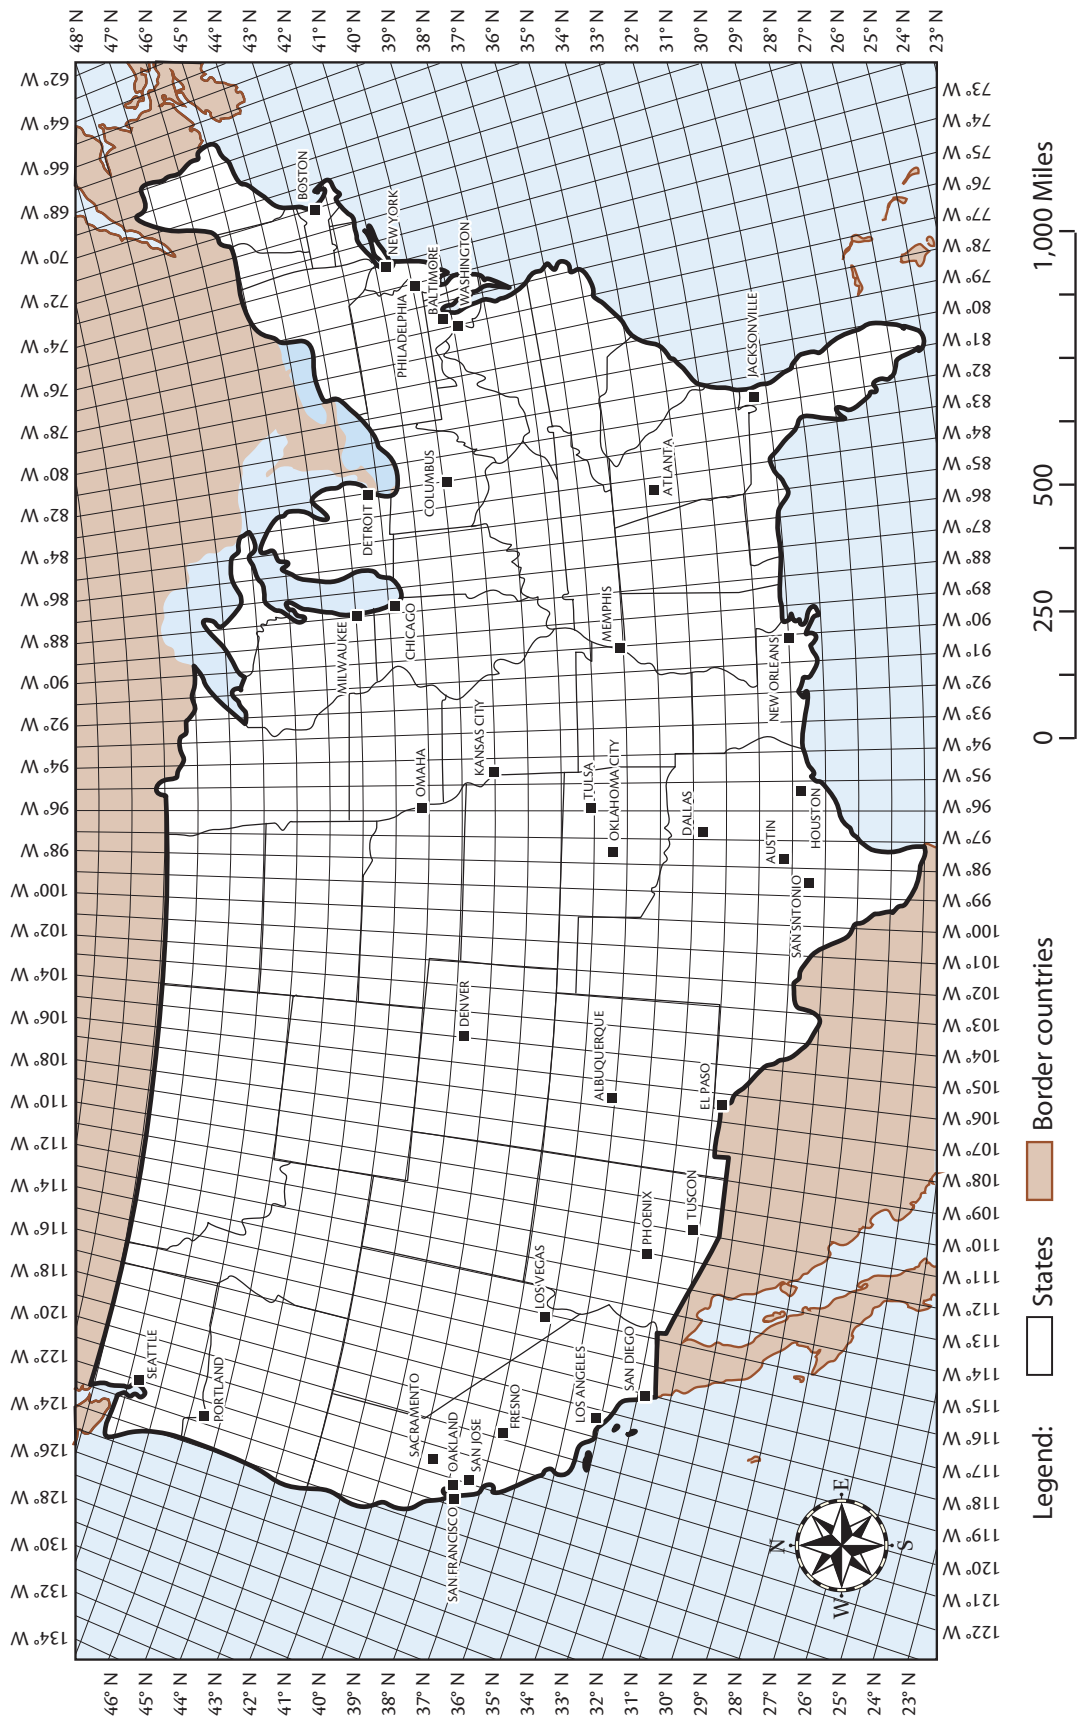 134° W
132° W
130° W
128° W
126° W
124° W
122° W
120° W
118° W
116° W
114° W
112° W
110° W
108° W
106° W
104° W
102° W
100° W
98° W
96° W
94° W
92° W
90° W
88° W
86° W
84° W
82° W
80° W
78° W
76° W
74° W
72° W
70° W
68° W
66° W
64° W
62° W
46° N
45° N
44° N
43° N
42° N
41° N
40° N
39° N
38° N
37° N
36° N
35° N
34° N
33° N
32° N
31° N
30° N
29° N
28° N
27° N
26° N
25° N
24° N
23° N
48° N
47° N
46° N
45° N
44° N
43° N
42° N
41° N
40° N
39° N
38° N
37° N
36° N
35° N
34° N
33° N
32° N
31° N
30° N
29° N
28° N
27° N
26° N
25° N
24° N
23° N
SEATTLE
PORTLAND
BOSTON
MILWAUKEE
DETROIT
NEW YORK
PHILADELPHIA
CHICAGO
SACRAMENTO
OMAHA
COLUMBUS
BALTIMORE
SAN FRANCISCO
OAKLAND
WASHINGTON
SAN JOSE
DENVER
KANSAS CITY
FRESNO
LOS VEGAS
LOS ANGELES
TULSA
ALBUQUERQUE
OKLAHOMA CITY
MEMPHIS
SAN DIEGO
PHOENIX
ATLANTA
TUSCON
DALLAS
EL PASO
JACKSONVILLE
AUSTIN
NEW ORLEANS
SAN SNTONIO
HOUSTON
N
W
E
S
122° W
121° W
120° W
119° W
118° W
117° W
116° W
115° W
114° W
113° W
112° W
111° W
110° W
109° W
108° W
107° W
106° W
105° W
104° W
103° W
102° W
101° W
100° W
99° W
98° W
97° W
96° W
95° W
94° W
93° W
92° W
91° W
90° W
89° W
88° W
87° W
86° W
85° W
84° W
83° W
82° W
81° W
80° W
79° W
78° W
77° W
76° W
75° W
74° W
73° W
Legend:
States
Border countries
0
250
500
1,000 Miles